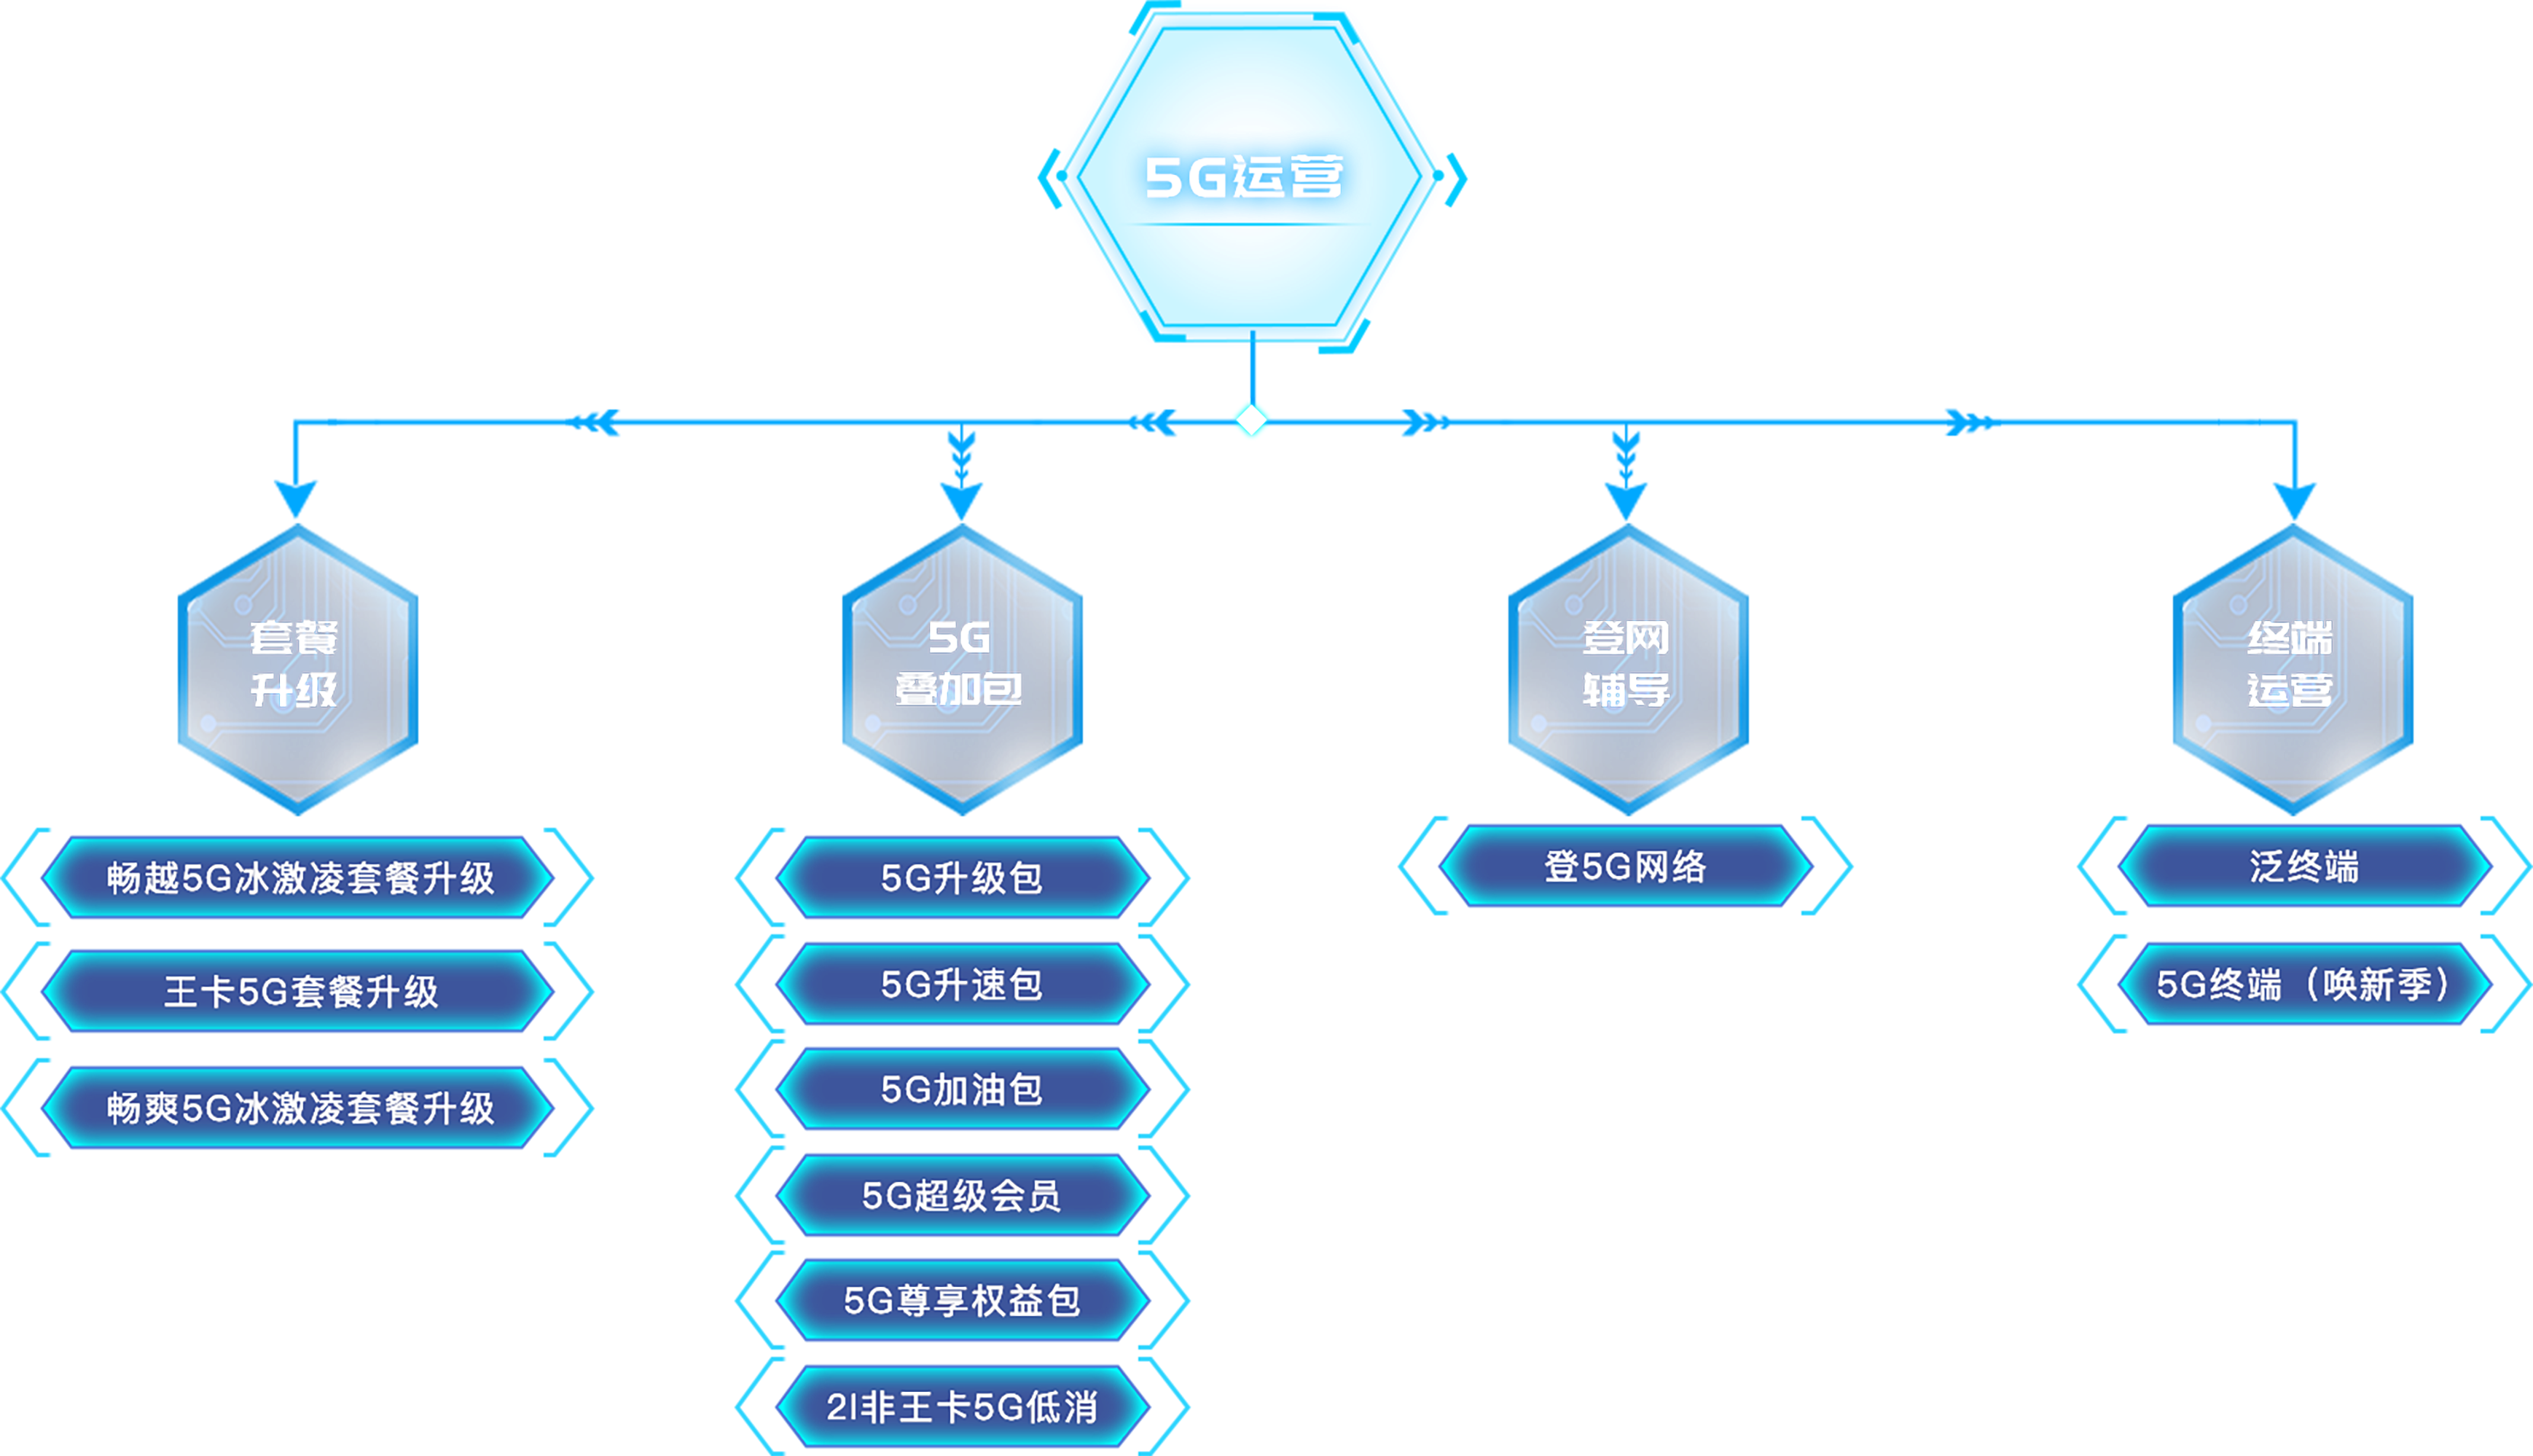 5G运营
套餐
升级
畅越5G冰激凌套餐升级
王卡5G套餐升级
畅爽5G冰激凌套餐升级
5G
叠加包
5G升级包
5G升速包
5G加油包
5G超级会员
5G尊享权益包
2I非王卡5G低消
登网
辅导
登5G网络
终端
运营
泛终端
5G终端（唤新季）